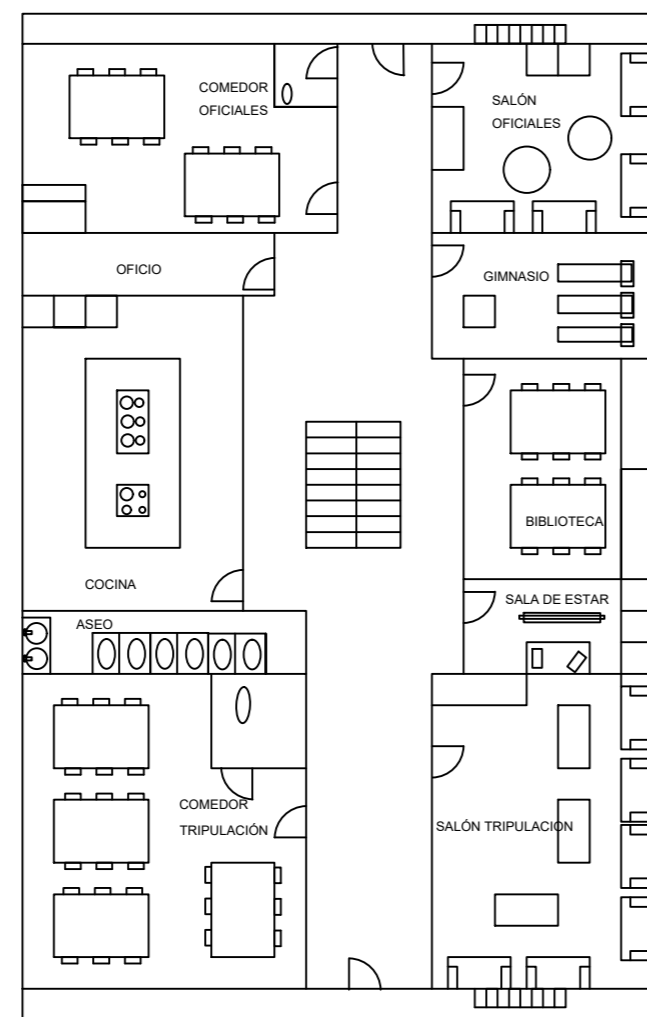 COMEDOR
OFICIALES
SALÓN
OFICIALES
OFICIO
GIMNASIO
BIBLIOTECA
COCINA
SALA DE ESTAR
ASEO
COMEDOR
TRIPULACIÓN
SALÓN TRIPULACION